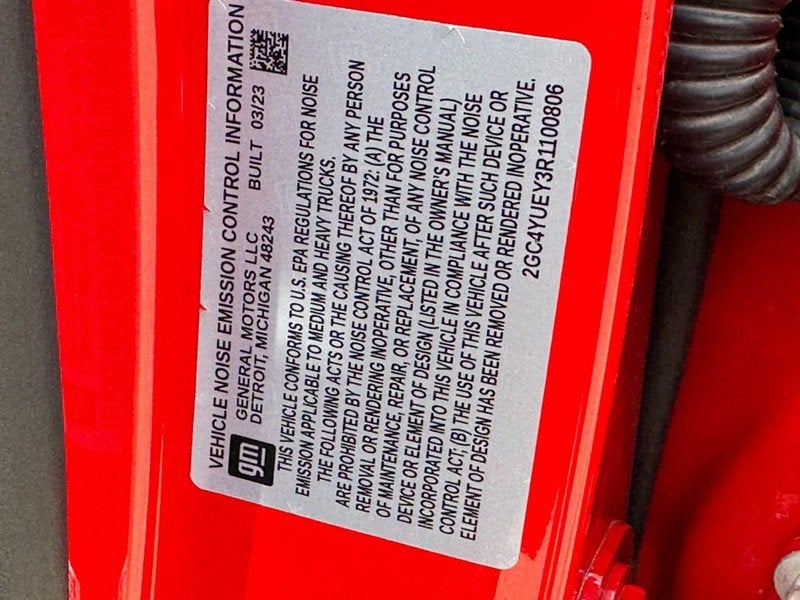 VEHICLE NOISE EMISSION CONTROL INFORMATION
gm
GENERAL MOTORS LLC
DETROIT, MICHIGAN 48243 BUILT 03/23
THIS VEHICLE CONFORMS TO U.S. EPA REGULATIONS FOR NOISE
EMISSION APPLICABLE TO MEDIUM AND HEAVY TRUCKS.
THE FOLLOWING ACTS OR THE CAUSING THEREOF BY ANY PERSON
ARE PROHIBITED BY THE NOISE CONTROL ACT OF 1972: (A) THE
REMOVAL OR RENDERING INOPERATIVE, OTHER THAN FOR PURPOSES
OF MAINTENANCE, REPAIR, OR REPLACEMENT, OF ANY NOISE CONTROL
DEVICE OR ELEMENT OF DESIGN (LISTED IN THE OWNER'S MANUAL)
INCORPORATED INTO THIS VEHICLE IN COMPLIANCE WITH THE NOISE
CONTROL ACT; (B) THE USE OF THIS VEHICLE AFTER SUCH DEVICE OR
ELEMENT OF DESIGN HAS BEEN REMOVED OR RENDERED INOPERATIVE.
2GC4YUEY3R1100806